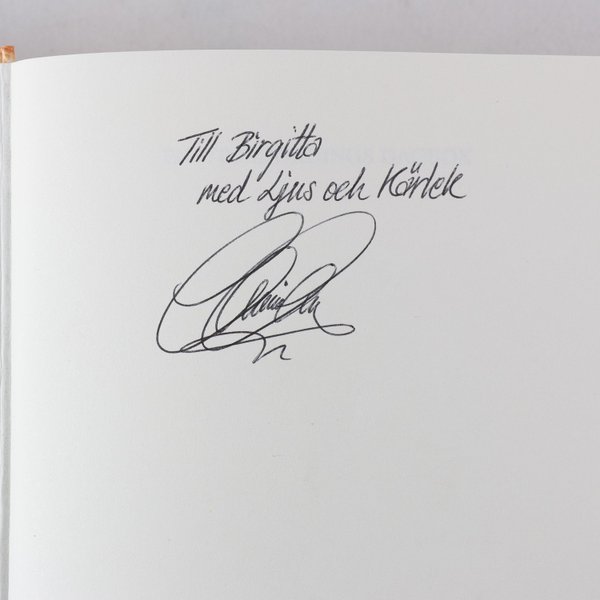 Till Birgitta
med Ljus och Kärlek